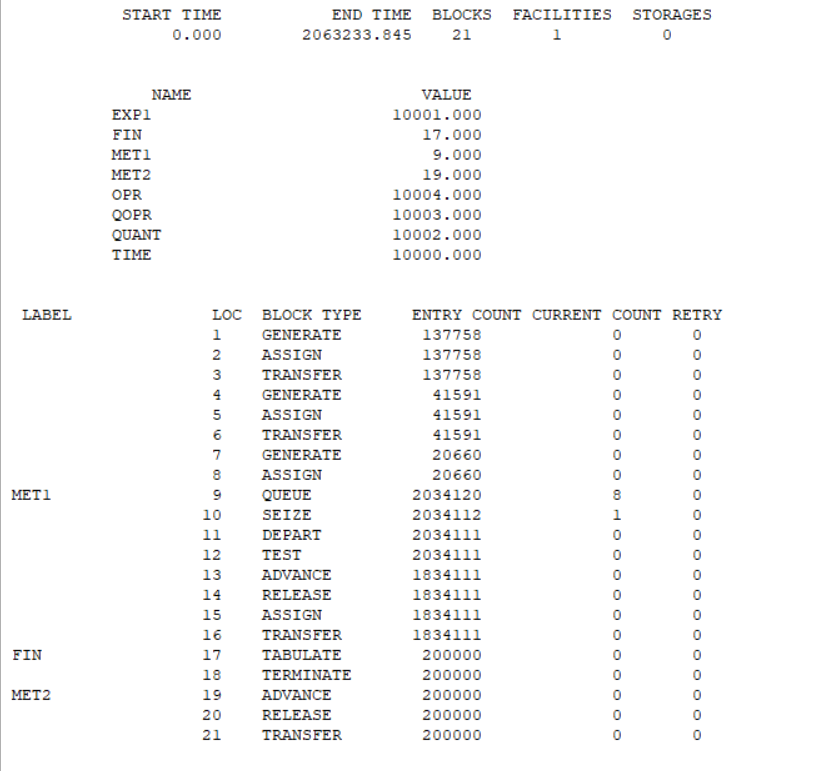 START TIME END TIME BLOCKS FACILITIES STORAGES
0.000 2063233.845 21 1 0
NAME VALUE
EXP1 10001.000
FIN 17.000
MET1 9.000
MET2 19.000
OPR 10004.000
QOPR 10003.000
QUANT 10002.000
TIME 10000.000
LABEL LOC BLOCK TYPE ENTRY COUNT CURRENT COUNT RETRY
1 GENERATE 137758 0 0
2 ASSIGN 137758 0 0
3 TRANSFER 137758 0 0
4 GENERATE 41591 0 0
5 ASSIGN 41591 0 0
6 TRANSFER 41591 0 0
7 GENERATE 20660 0 0
8 ASSIGN 20660 0 0
MET1 9 QUEUE 2034120 8 0
10 SEIZE 2034112 1 0
11 DEPART 2034111 0 0
12 TEST 2034111 0 0
13 ADVANCE 1834111 0 0
14 RELEASE 1834111 0 0
15 ASSIGN 1834111 0 0
16 TRANSFER 1834111 0 0
FIN 17 TABULATE 200000 0 0
18 TERMINATE 200000 0 0
MET2 19 ADVANCE 200000 0 0
20 RELEASE 200000 0 0
21 TRANSFER 200000 0 0